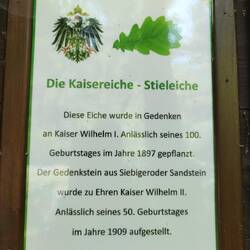 Die Kaisereiche - Stieleiche
Diese Eiche wurde in Gedenken
an Kaiser Wilhelm I. Anlässlich seines 100.
Geburtstages im Jahre 1897 gepflanzt.
Der Gedenkstein aus Siebigeroder Sandstein
wurde zu Ehren Kaiser Wilhelm II.
Anlässlich seines 50. Geburtstages
im Jahre 1909 aufgestellt.